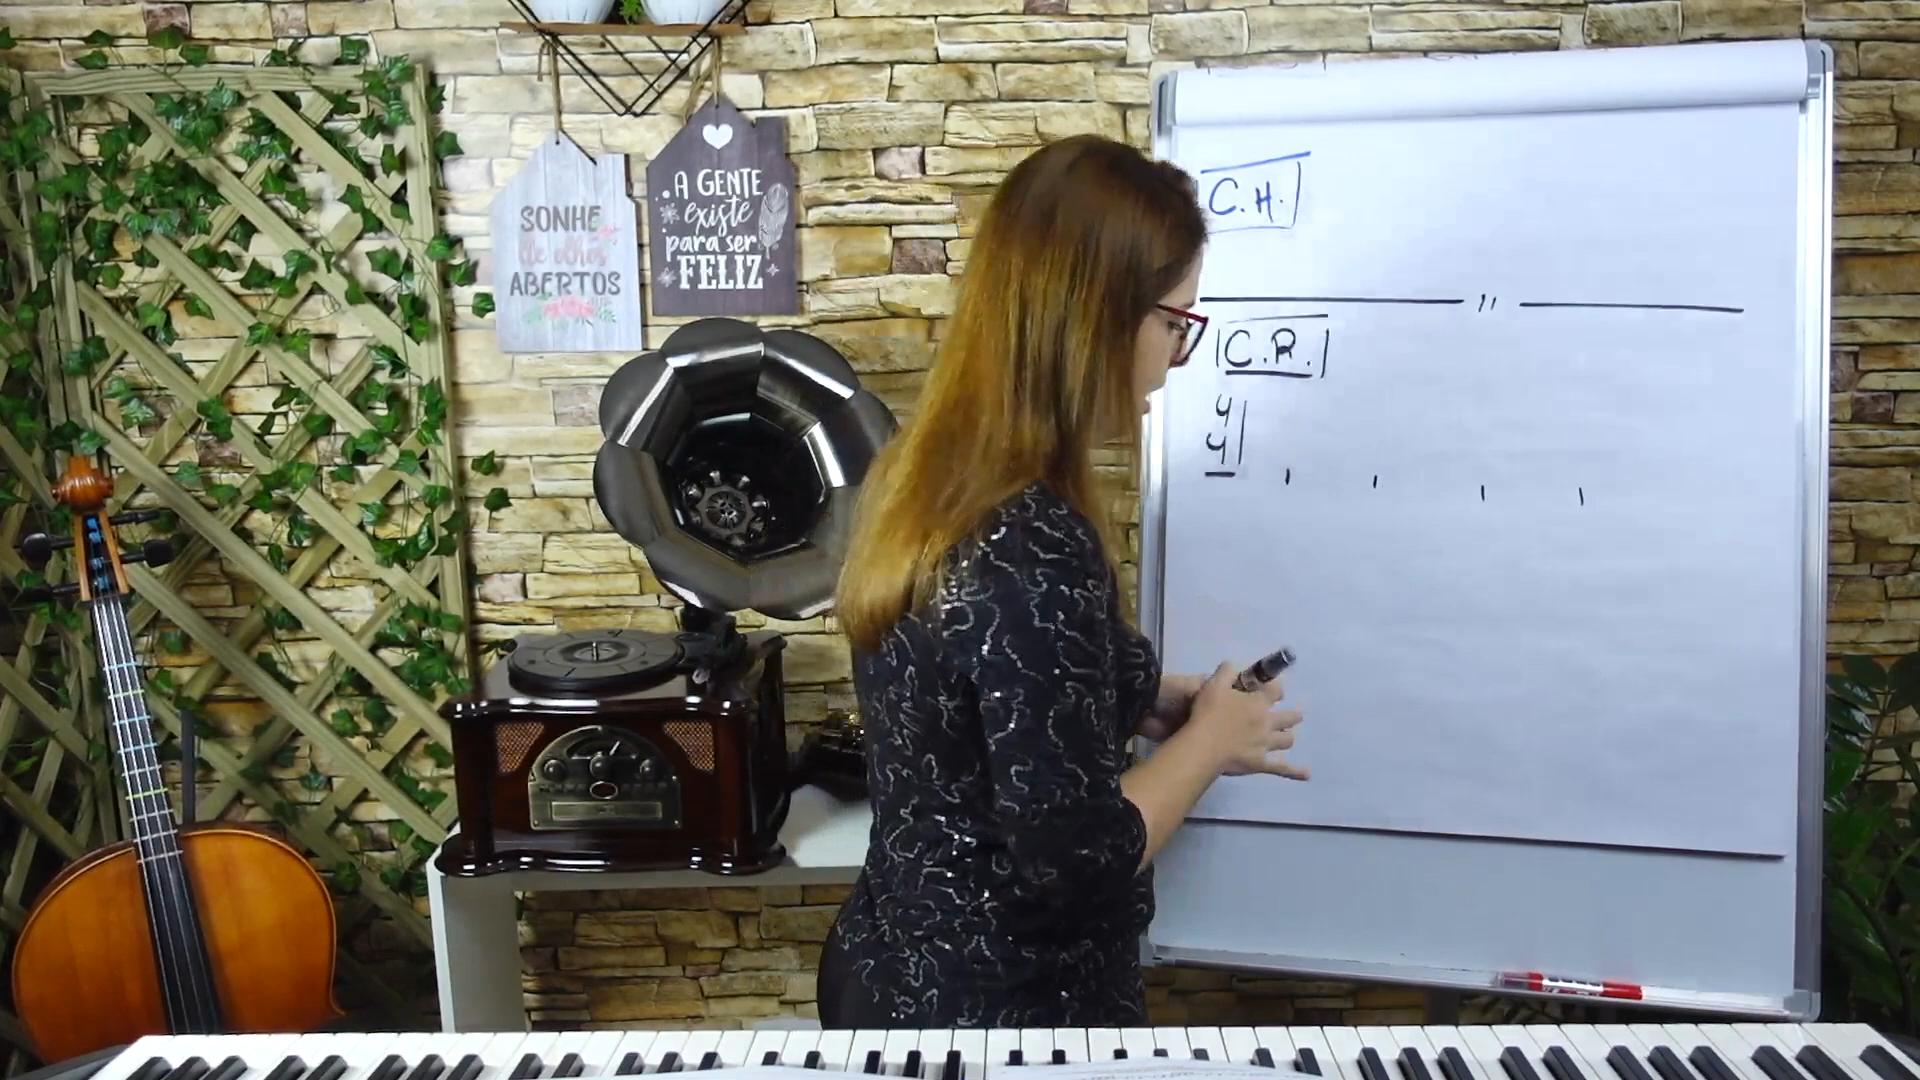 SONHE
de olhos
ABERTOS
A GENTE
existe
para ser
FELIZ
C.H.
C.R.
4
4